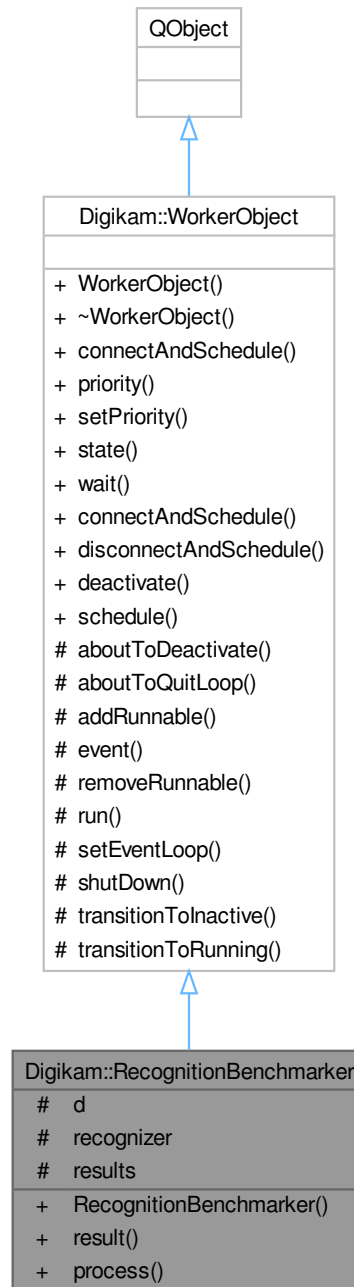 QObject
Digikam::WorkerObject
+ WorkerObject()
+ ~WorkerObject()
+ connectAndSchedule()
+ priority()
+ setPriority()
+ state()
+ wait()
+ connectAndSchedule()
+ disconnectAndSchedule()
+ deactivate()
+ schedule()
# aboutToDeactivate()
# aboutToQuitLoop()
# addRunnable()
# event()
# removeRunnable()
# run()
# setEventLoop()
# shutDown()
# transitionToInactive()
# transitionToRunning()
Digikam::RecognitionBenchmarker
# d
# recognizer
# results
+ RecognitionBenchmarker()
+ result()
+ process()